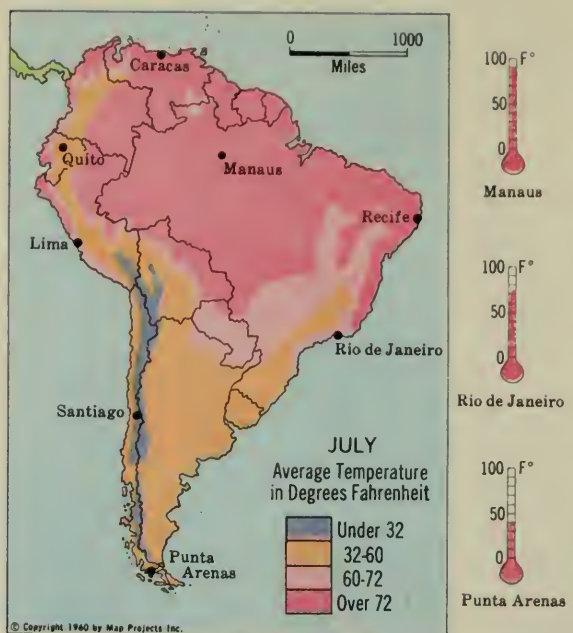 0 1000
Miles
Caracas
Quito
Manaus
Recife
Lima
Rio de Janeiro
Santiago
Punta
Arenas
JULY
Average Temperature
in Degrees Fahrenheit
Under 32
32-60
60-72
Over 72
© Copyright 1960 by Map Projects Inc.
100 F°
50
0
Manaus
100 F°
50
0
Rio de Janeiro
100 F°
50
0
Punta Arenas